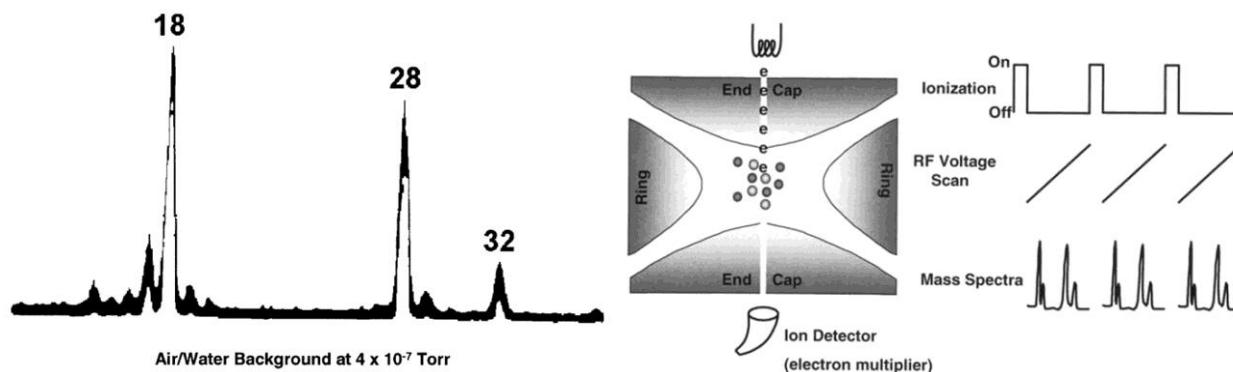 18
28
32
Air/Water Background at 4 x 10⁻⁷ Torr
e
End e Cap
e
e
e
e
e
Ring
Ring
End Cap
Ion Detector
(electron multiplier)
On
Ionization
Off
RF Voltage
Scan
Mass Spectra